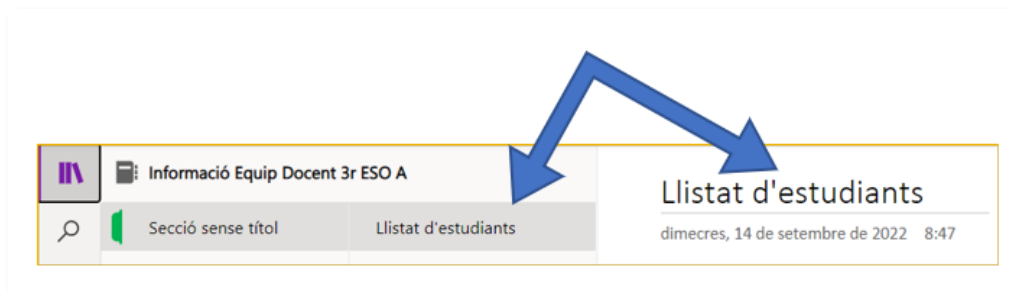 Informació Equip Docent 3r ESO A
Secció sense títol
Llistat d'estudiants
Llistat d'estudiants
dimecres, 14 de setembre de 2022 8:47